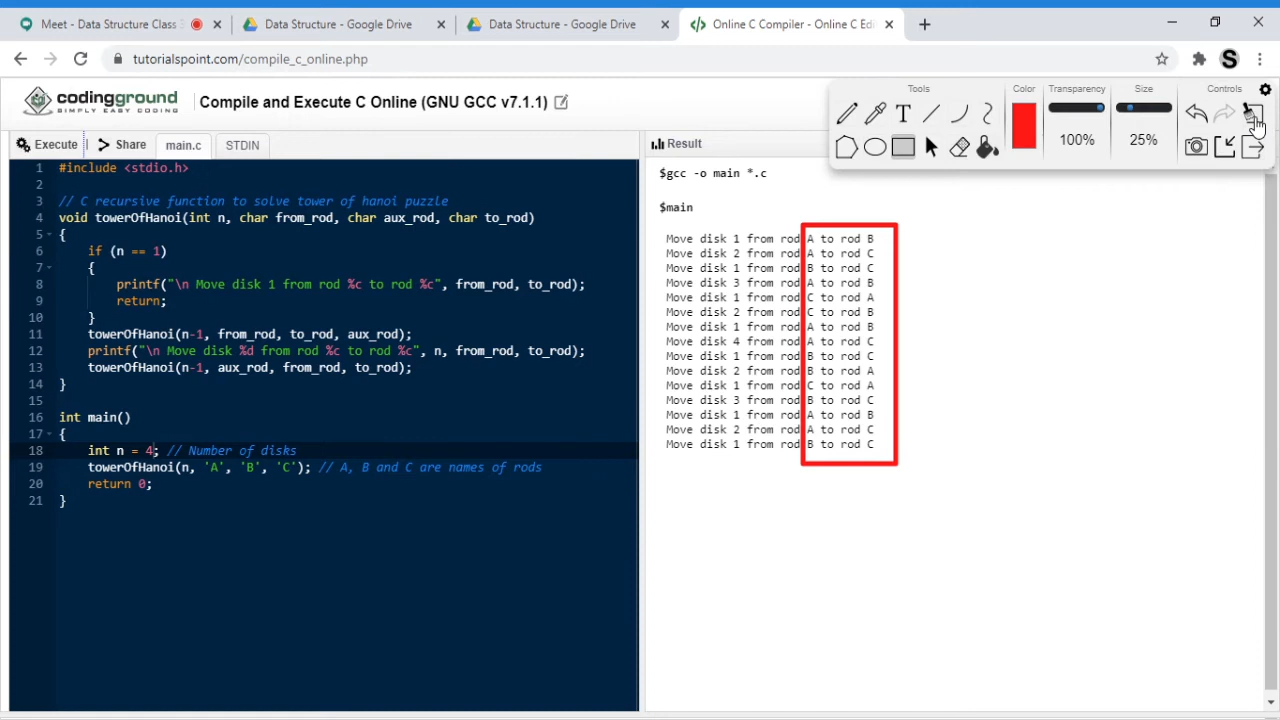 Meet - Data Structure Class
Data Structure - Google Drive
Data Structure - Google Drive
Online C Compiler - Online C Edi
tutorialspoint.com/compile_c_online.php
S
codingground
SIMPLY EASY CODING
Compile and Execute C Online (GNU GCC v7.1.1)
Tools
Color
Transparency
Size
Controls
T
100%
25%
Execute
Share
main.c
STDIN
Result
1 #include <stdio.h>
2
3 // C recursive function to solve tower of hanoi puzzle
4 void towerOfHanoi(int n, char from_rod, char aux_rod, char to_rod)
5 {
6 if (n == 1)
7 {
8 printf("\n Move disk 1 from rod %c to rod %c", from_rod, to_rod);
9 return;
10 }
11 towerOfHanoi(n-1, from_rod, to_rod, aux_rod);
12 printf("\n Move disk %d from rod %c to rod %c", n, from_rod, to_rod);
13 towerOfHanoi(n-1, aux_rod, from_rod, to_rod);
14 }
15
16 int main()
17 {
18 int n = 4; // Number of disks
19 towerOfHanoi(n, 'A', 'B', 'C'); // A, B and C are names of rods
20 return 0;
21 }
$gcc -o main *.c
$main
Move disk 1 from rod A to rod B
Move disk 2 from rod A to rod C
Move disk 1 from rod B to rod C
Move disk 3 from rod A to rod B
Move disk 1 from rod C to rod A
Move disk 2 from rod C to rod B
Move disk 1 from rod A to rod B
Move disk 4 from rod A to rod C
Move disk 1 from rod B to rod C
Move disk 2 from rod B to rod A
Move disk 1 from rod C to rod A
Move disk 3 from rod B to rod C
Move disk 1 from rod A to rod B
Move disk 2 from rod A to rod C
Move disk 1 from rod B to rod C